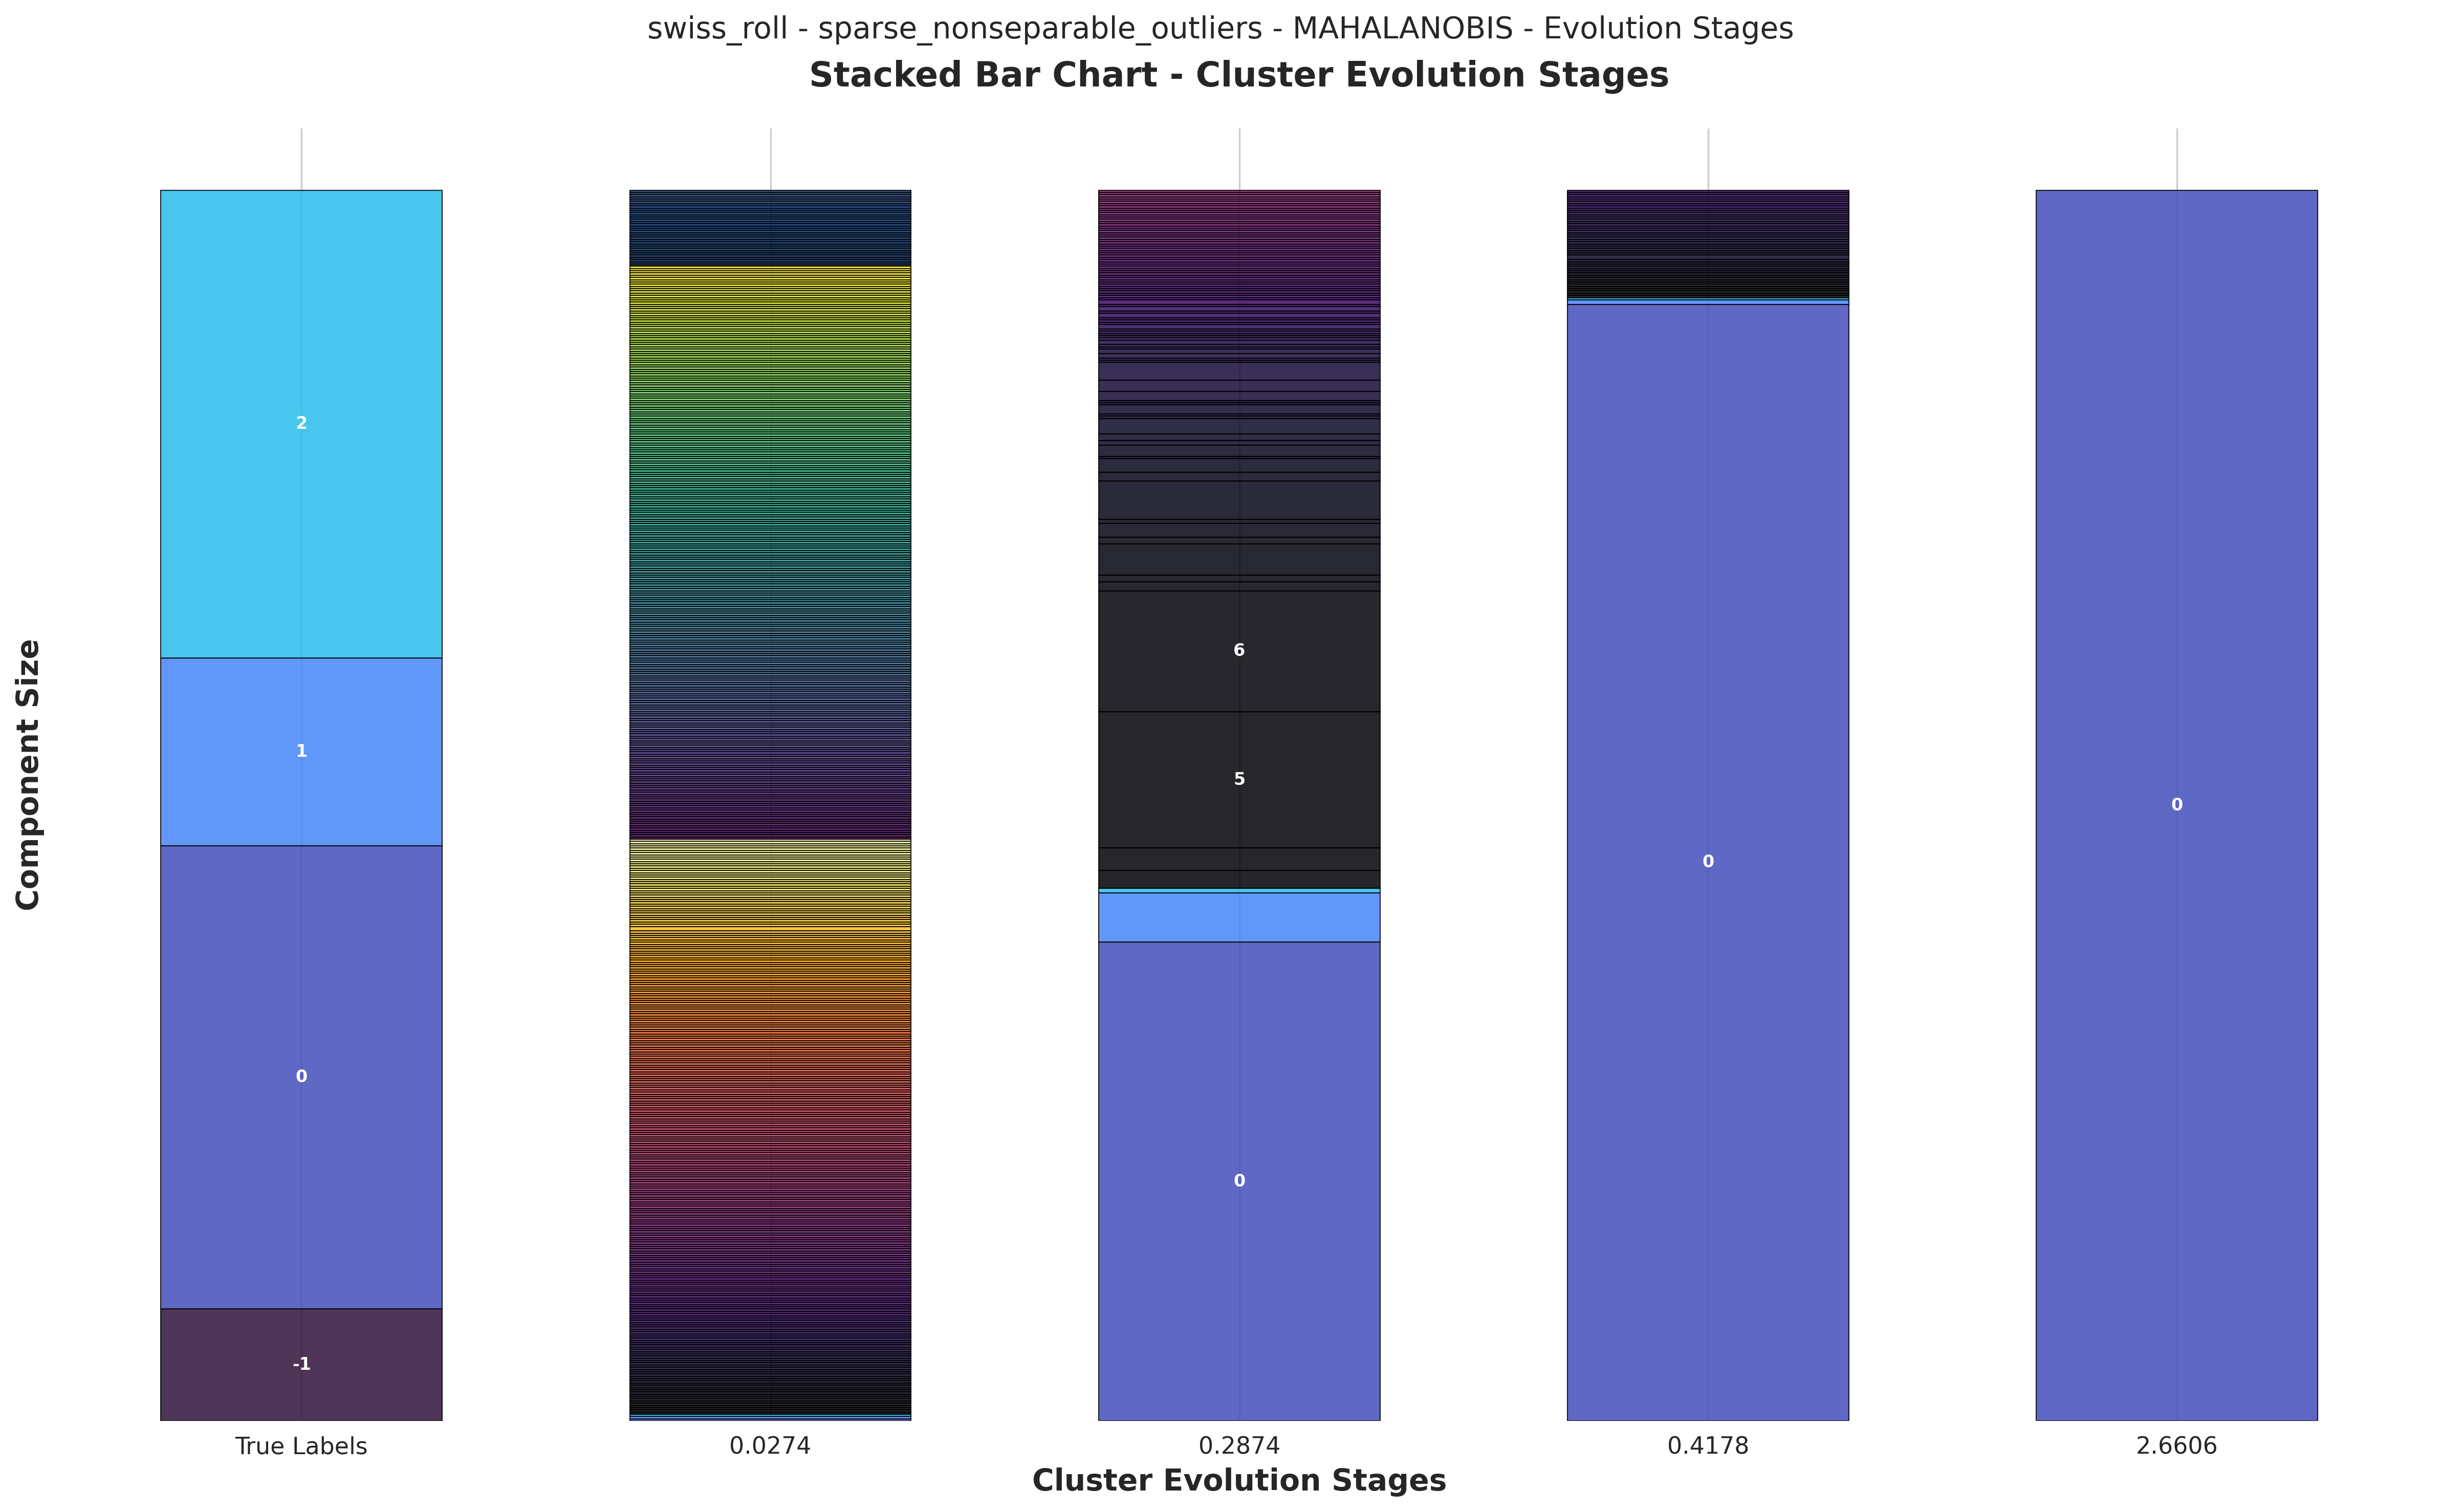 swiss_roll - sparse_nonseparable_outliers - MAHALANOBIS - Evolution Stages
Stacked Bar Chart - Cluster Evolution Stages
Component Size
2
1
0
-1
6
5
0
0
0
True Labels
0.0274
0.2874
0.4178
2.6606
Cluster Evolution Stages